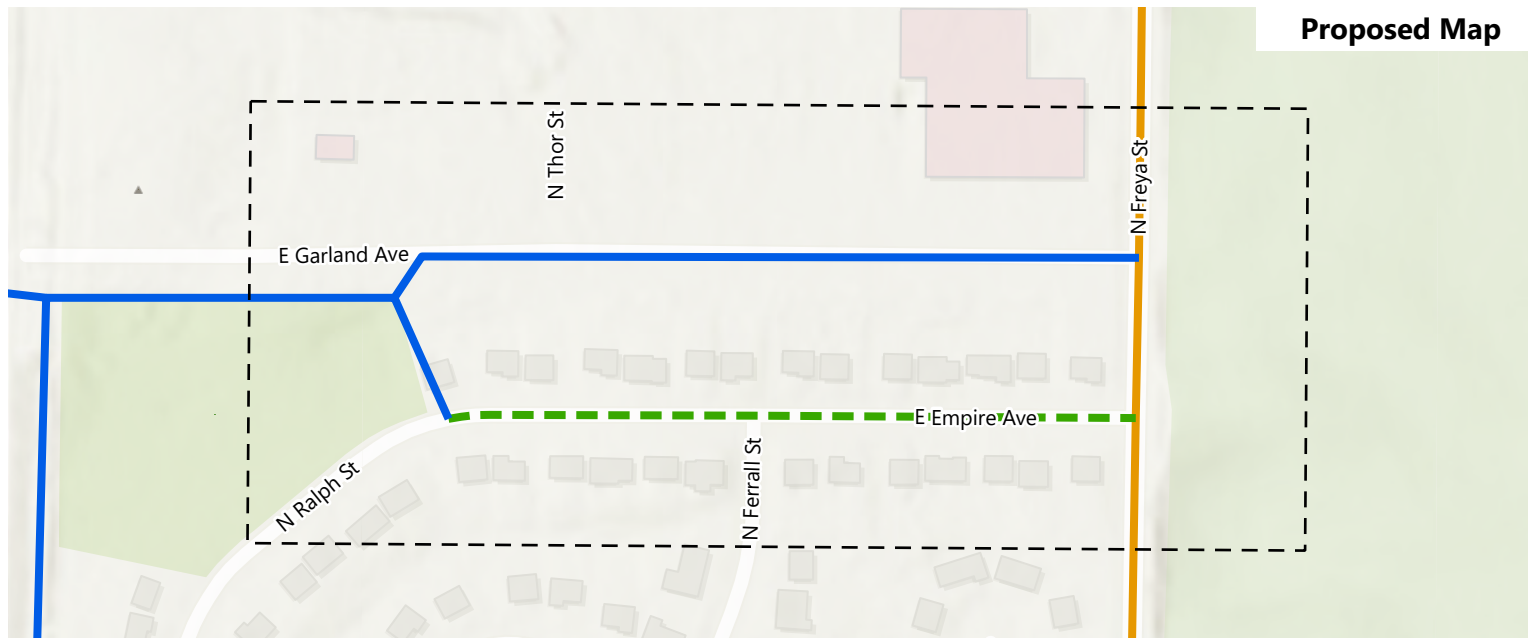 Proposed Map
N Thor St
N Freya St
E Garland Ave
E Empire Ave
N Ralph St
N Ferrall St